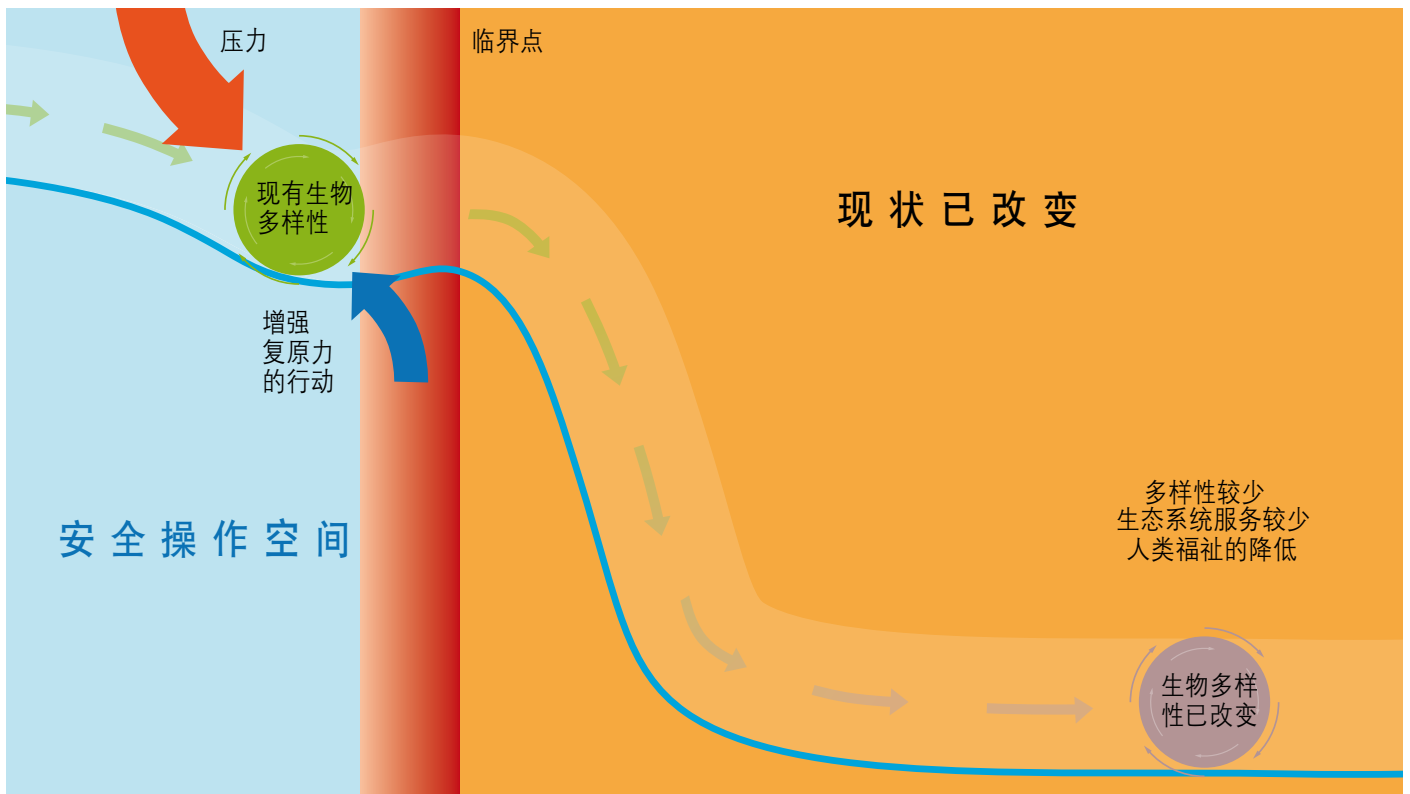 压力
临界点
现有生物
多样性
现状已改变
增强
复原力
的行动
安全操作空间
多样性较少
生态系统服务较少
人类福祉的降低
生物多样
性已改变